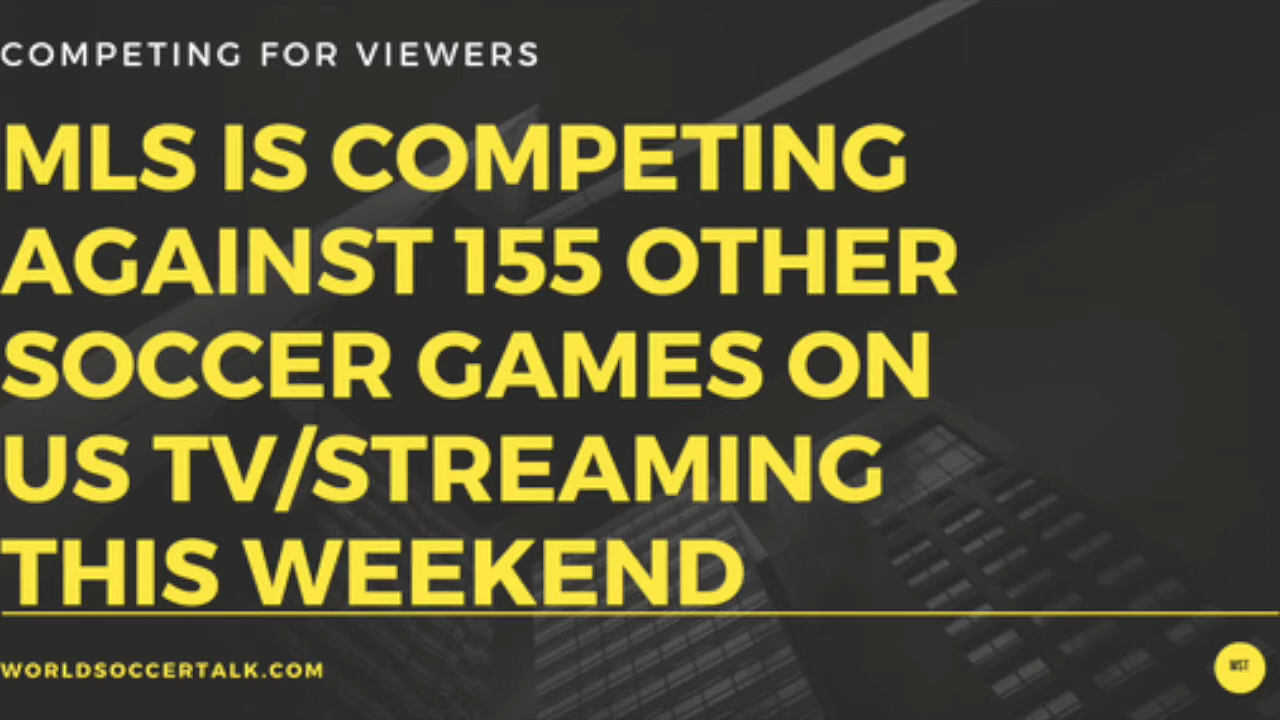 COMPETING FOR VIEWERS
MLS IS COMPETING
AGAINST 155 OTHER
SOCCER GAMES ON
US TV/STREAMING
THIS WEEKEND
WORLDSOCCERTALK.COM
WST